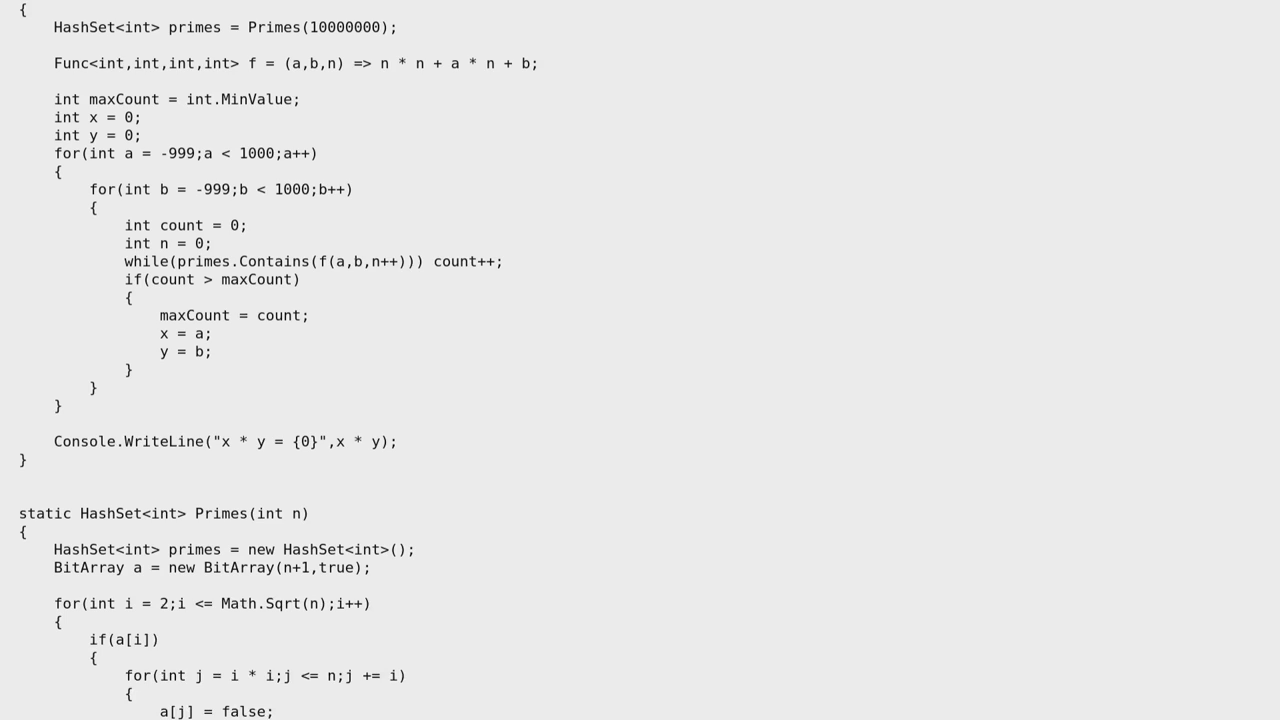 {
    HashSet<int> primes = Primes(10000000);

    Func<int,int,int,int> f = (a,b,n) => n * n + a * n + b;

    int maxCount = int.MinValue;
    int x = 0;
    int y = 0;
    for(int a = -999;a < 1000;a++)
    {
        for(int b = -999;b < 1000;b++)
        {
            int count = 0;
            int n = 0;
            while(primes.Contains(f(a,b,n++))) count++;
            if(count > maxCount)
            {
                maxCount = count;
                x = a;
                y = b;
            }
        }
    }

    Console.WriteLine("x * y = {0}",x * y);
}


static HashSet<int> Primes(int n)
{
    HashSet<int> primes = new HashSet<int>();
    BitArray a = new BitArray(n+1,true);

    for(int i = 2;i <= Math.Sqrt(n);i++)
    {
        if(a[i])
        {
            for(int j = i * i;j <= n;j += i)
            {
                a[j] = false;